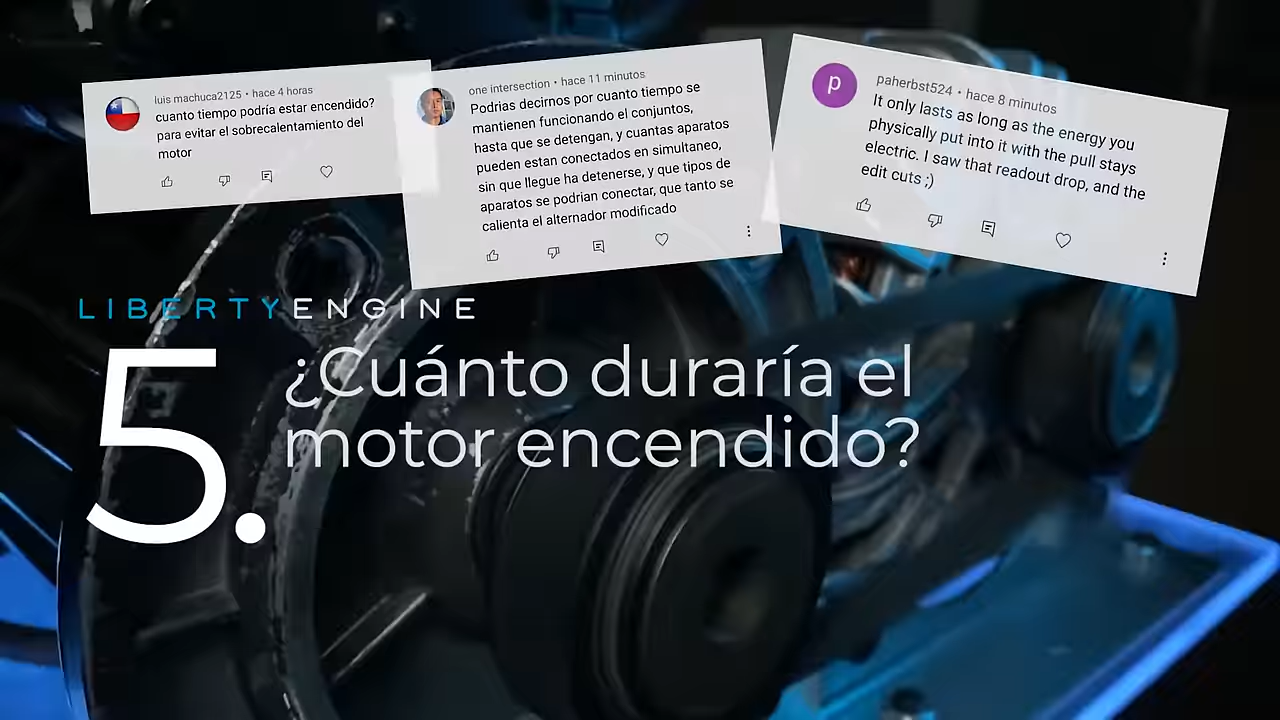 luis machuca2125 • hace 4 horas
cuanto tiempo podría estar encendido?
para evitar el sobrecalentamiento del
motor
one intersection • hace 11 minutos
Podrias decirnos por cuanto tiempo se
mantienen funcionando el conjuntos,
hasta que se detengan, y cuantas aparatos
pueden estan conectados en simultaneo,
sin que llegue ha detenerse, y que tipos de
aparatos se podrian conectar, que tanto se
calienta el alternador modificado
p
paherbst524 • hace 8 minutos
It only lasts as long as the energy you
physically put into it with the pull stays
electric. I saw that readout drop, and the
edit cuts ;)
LIBERTYENGINE
5. ¿Cuánto duraría el
motor encendido?